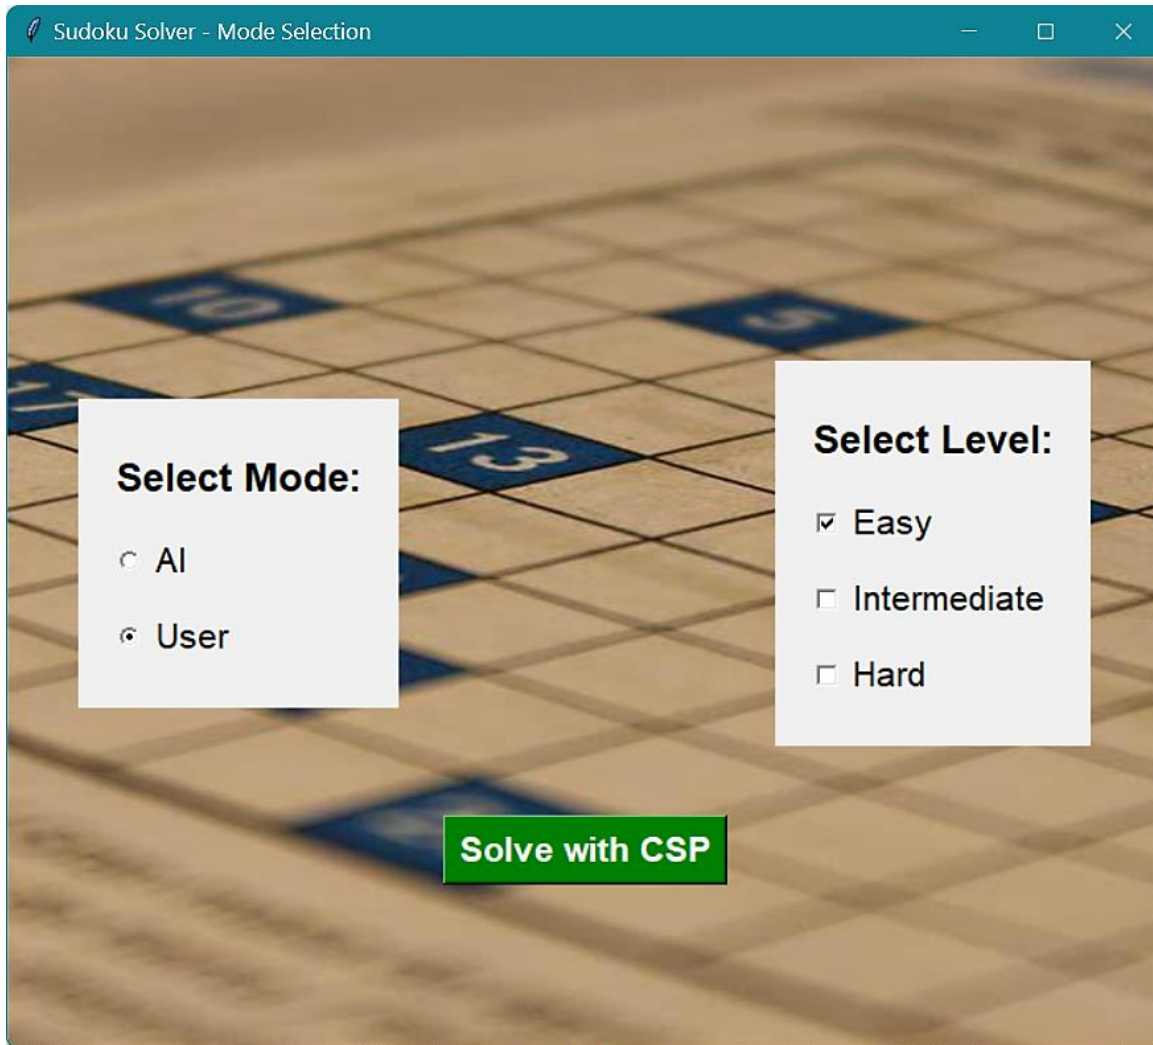 Sudoku Solver - Mode Selection
10
5
17
13
Select Mode:
AI
User
Select Level:
Easy
Intermediate
Hard
Solve with CSP